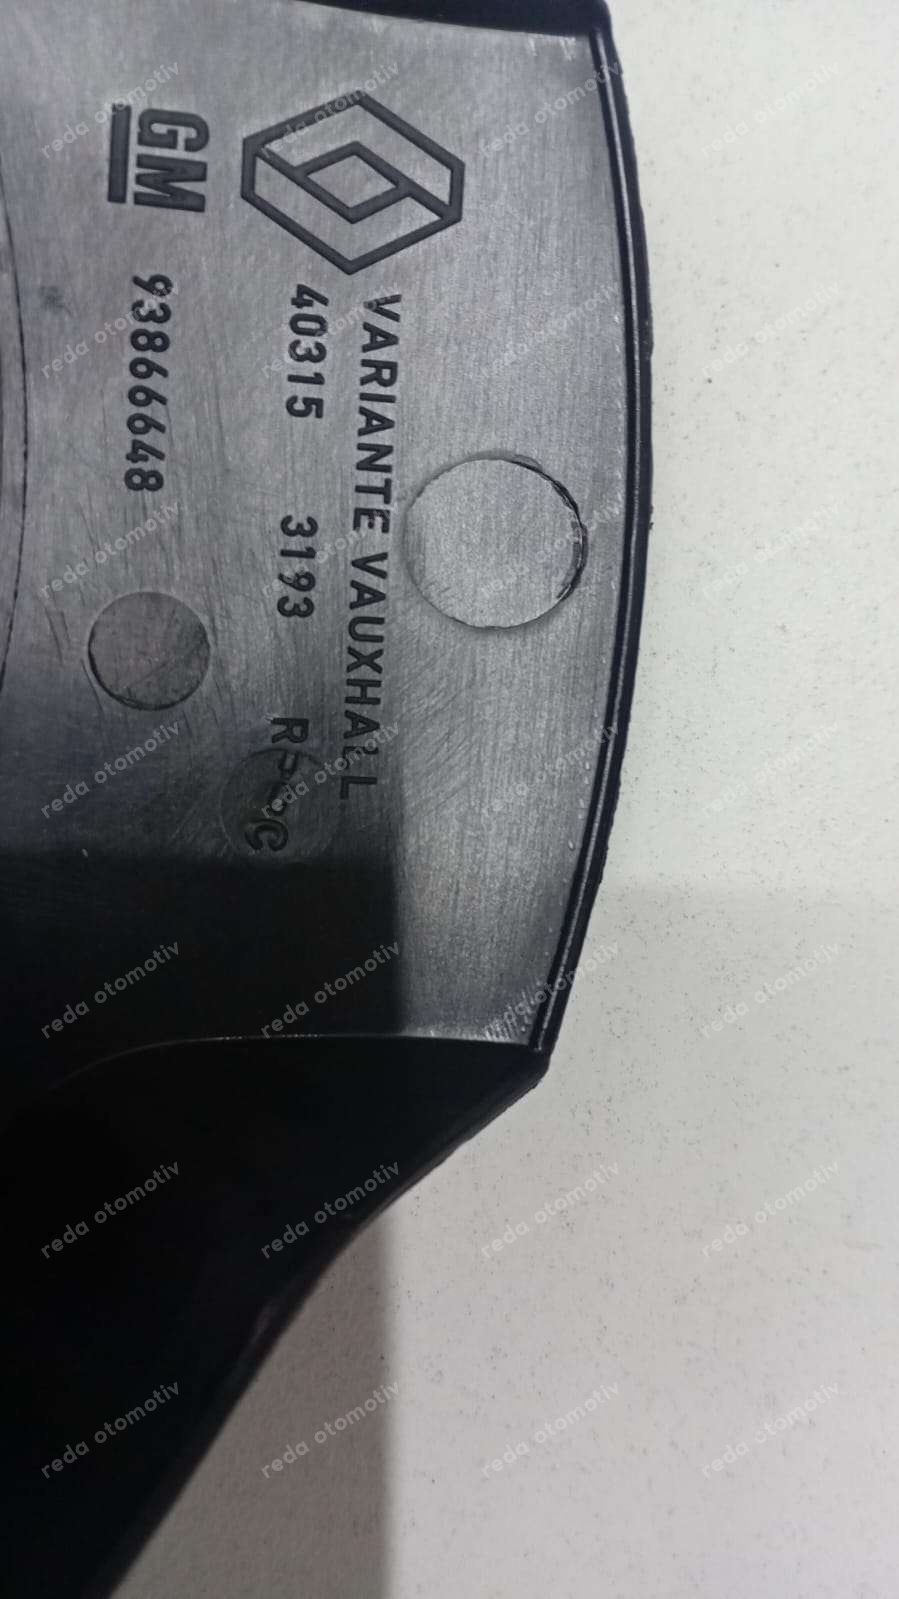 VARIANTE VAUXHALL
40315 3193 R
GM 93866648
reda otomotiv